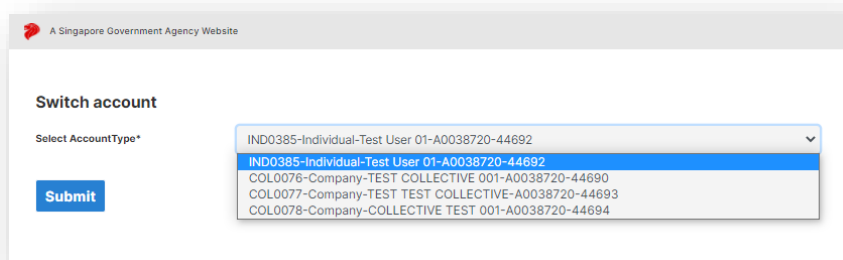 A Singapore Government Agency Website
Switch account
Select AccountType*
IND0385-Individual-Test User 01-A0038720-44692
IND0385-Individual-Test User 01-A0038720-44692
COL0076-Company-TEST COLLECTIVE 001-A0038720-44690
COL0077-Company-TEST TEST COLLECTIVE-A0038720-44693
COL0078-Company-COLLECTIVE TEST 001-A0038720-44694
Submit